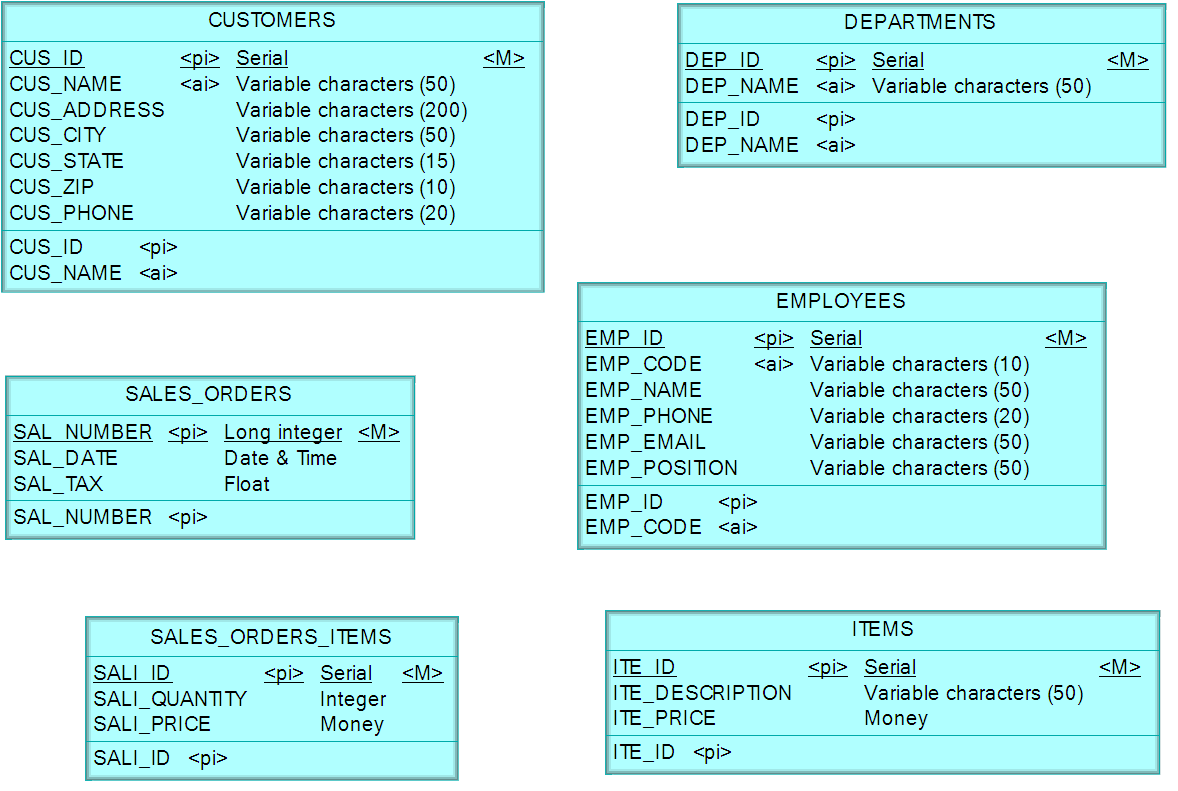 CUSTOMERS
CUS_ID <pi> Serial <M>
CUS_NAME <ai> Variable characters (50)
CUS_ADDRESS Variable characters (200)
CUS_CITY Variable characters (50)
CUS_STATE Variable characters (15)
CUS_ZIP Variable characters (10)
CUS_PHONE Variable characters (20)
CUS_ID <pi>
CUS_NAME <ai>
DEPARTMENTS
DEP_ID <pi> Serial <M>
DEP_NAME <ai> Variable characters (50)
DEP_ID <pi>
DEP_NAME <ai>
EMPLOYEES
EMP_ID <pi> Serial <M>
EMP_CODE <ai> Variable characters (10)
EMP_NAME Variable characters (50)
EMP_PHONE Variable characters (20)
EMP_EMAIL Variable characters (50)
EMP_POSITION Variable characters (50)
EMP_ID <pi>
EMP_CODE <ai>
SALES_ORDERS
SAL_NUMBER <pi> Long integer <M>
SAL_DATE Date & Time
SAL_TAX Float
SAL_NUMBER <pi>
SALES_ORDERS_ITEMS
SALI_ID <pi> Serial <M>
SALI_QUANTITY Integer
SALI_PRICE Money
SALI_ID <pi>
ITEMS
ITE_ID <pi> Serial <M>
ITE_DESCRIPTION Variable characters (50)
ITE_PRICE Money
ITE_ID <pi>